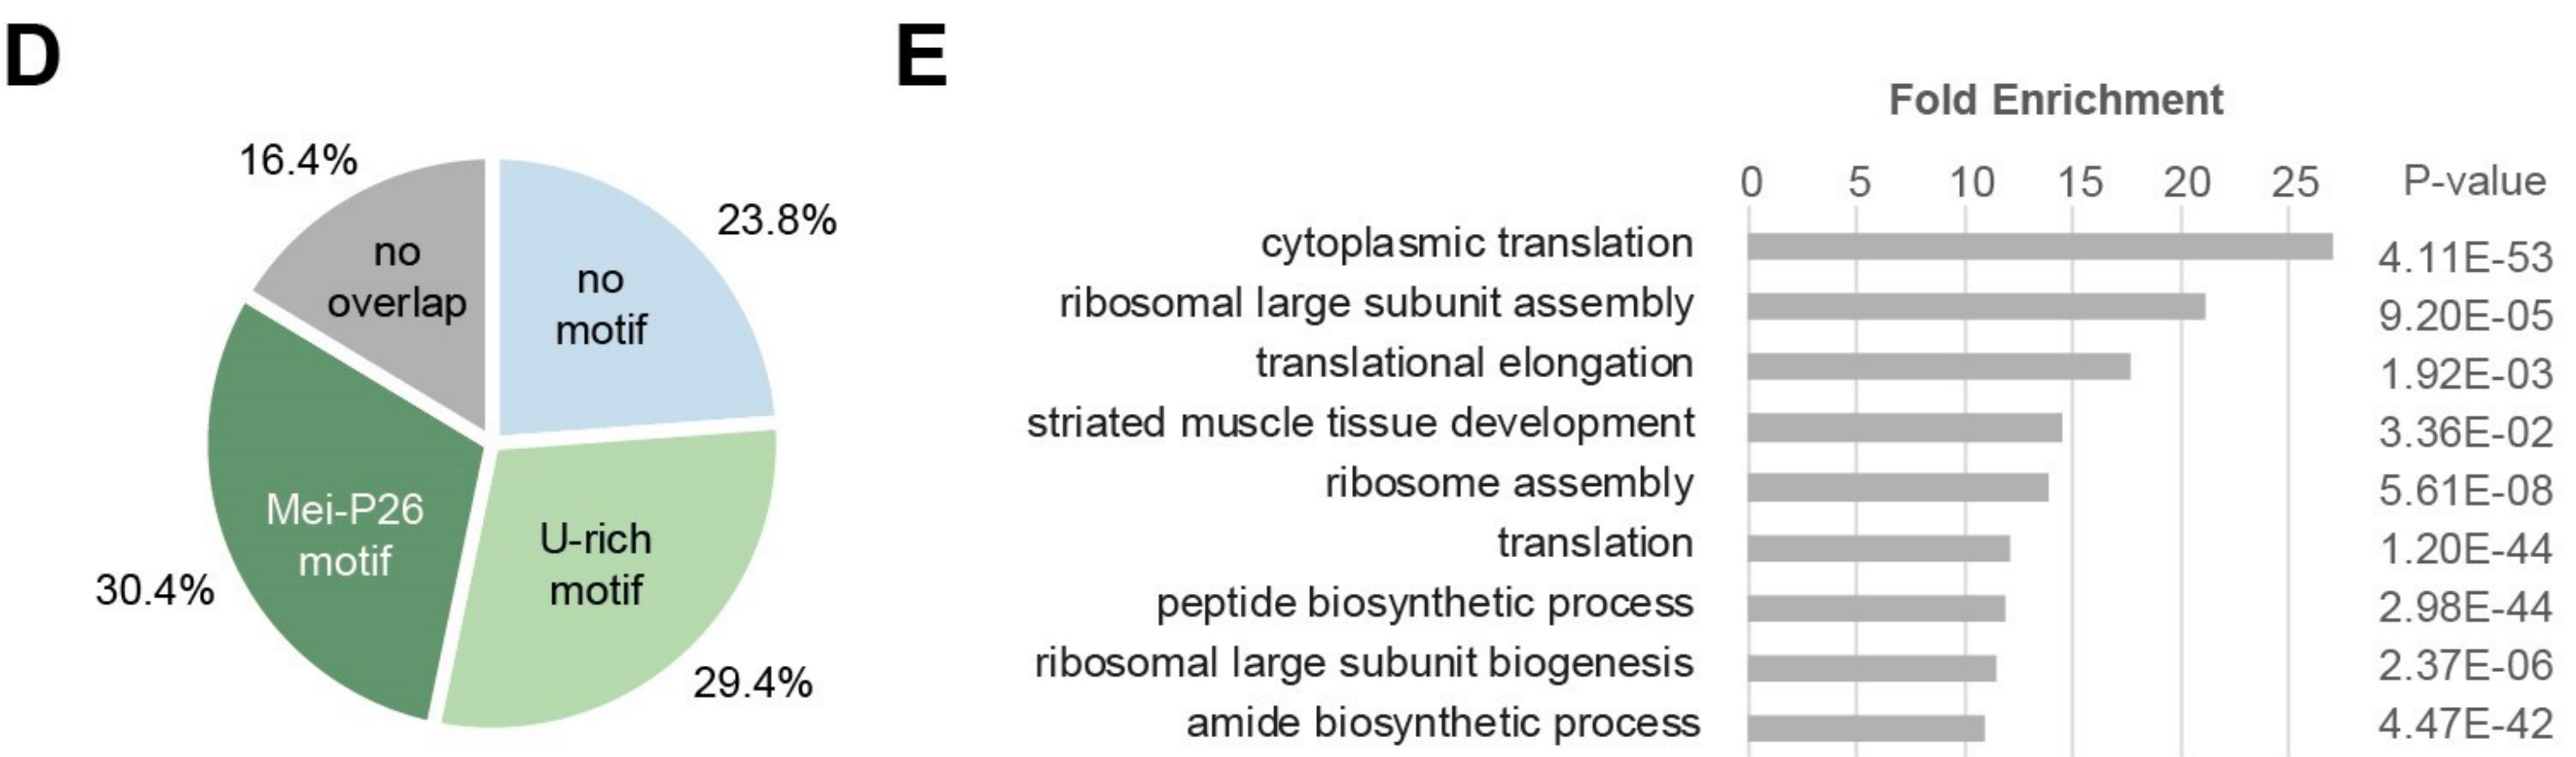 D
16.4%
23.8%
no
overlap
no
motif
Mei-P26
motif
U-rich
motif
30.4%
29.4%
E
Fold Enrichment
0 5 10 15 20 25 P-value
cytoplasmic translation 4.11E-53
ribosomal large subunit assembly 9.20E-05
translational elongation 1.92E-03
striated muscle tissue development 3.36E-02
ribosome assembly 5.61E-08
translation 1.20E-44
peptide biosynthetic process 2.98E-44
ribosomal large subunit biogenesis 2.37E-06
amide biosynthetic process 4.47E-42